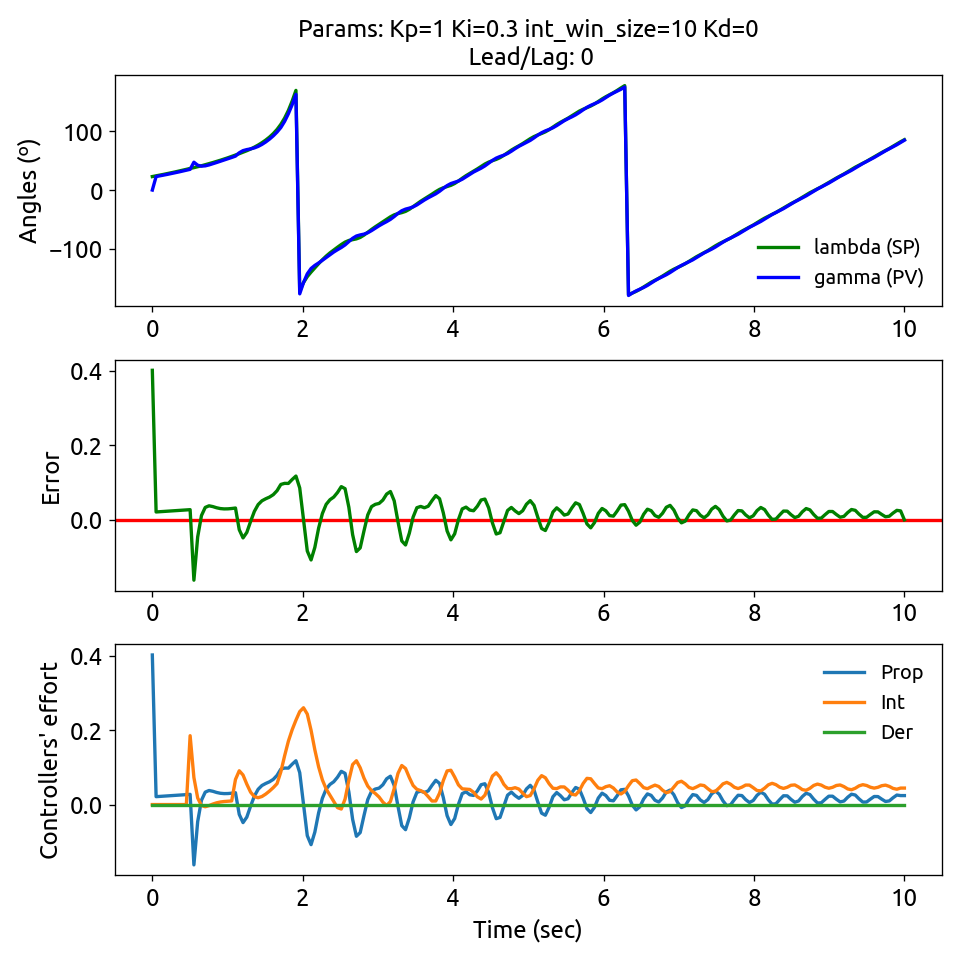 Params: Kp=1 Ki=0.3 int_win_size=10 Kd=0
Lead/Lag: 0
Angles (º)
100
0
−100
lambda (SP)
gamma (PV)
0 2 4 6 8 10
Error
0.4
0.2
0.0
0 2 4 6 8 10
Controllers' effort
0.4
0.2
0.0
Prop
Int
Der
0 2 4 6 8 10
Time (sec)